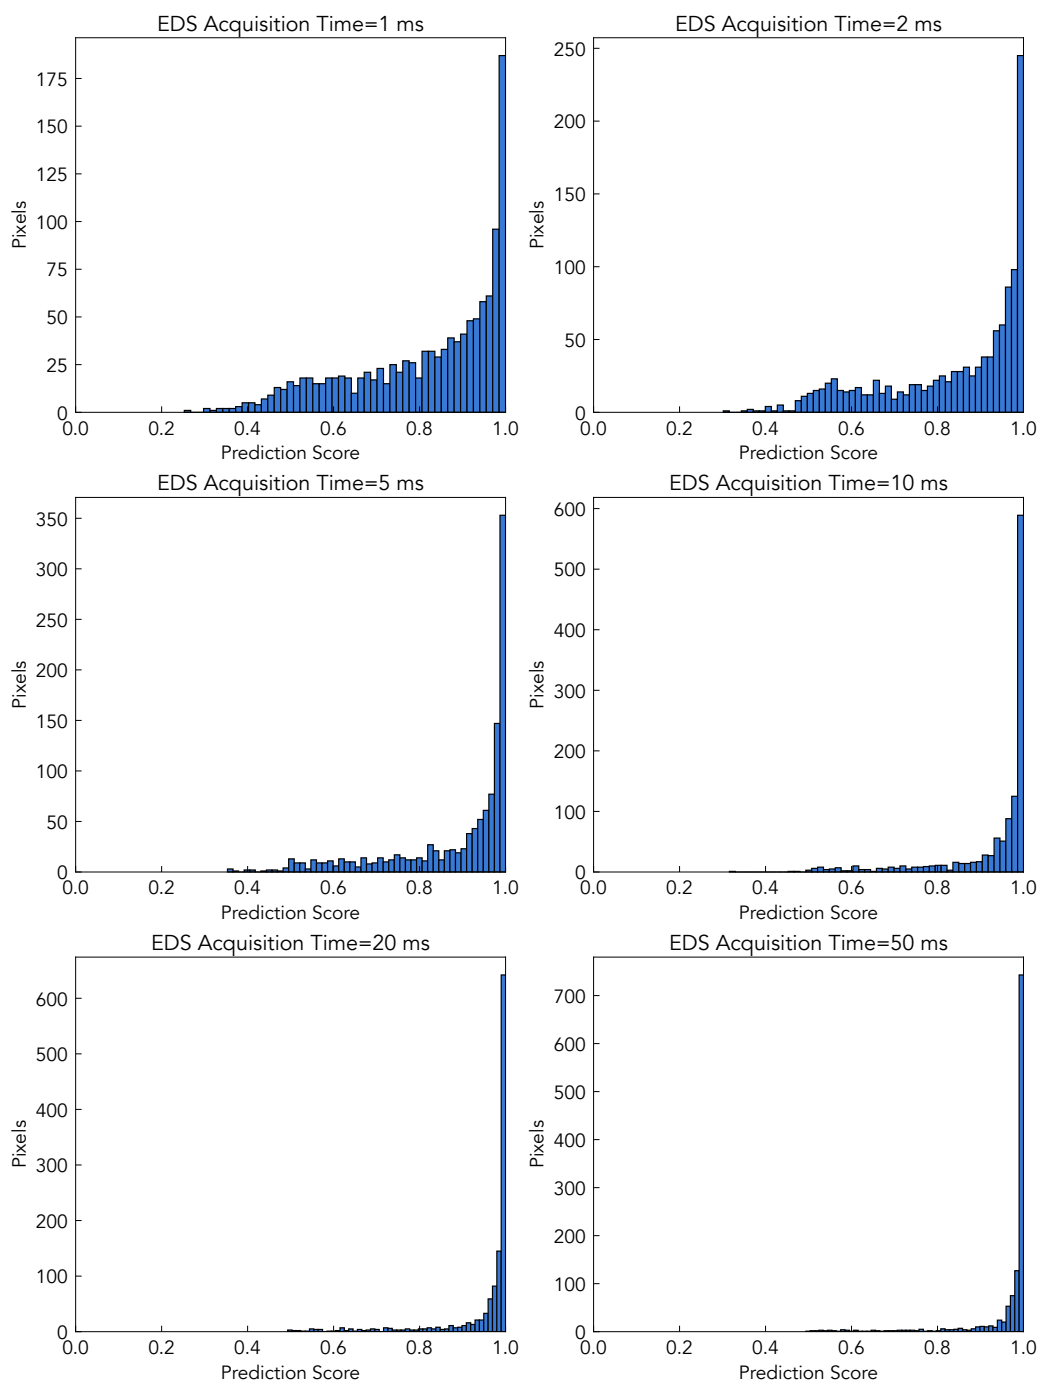 EDS Acquisition Time=1 ms
175
150
125
100
75
50
25
0
Pixels
0.0 0.2 0.4 0.6 0.8 1.0
Prediction Score
EDS Acquisition Time=2 ms
250
200
150
100
50
0
Pixels
0.0 0.2 0.4 0.6 0.8 1.0
Prediction Score
EDS Acquisition Time=5 ms
350
300
250
200
150
100
50
0
Pixels
0.0 0.2 0.4 0.6 0.8 1.0
Prediction Score
EDS Acquisition Time=10 ms
600
500
400
300
200
100
0
Pixels
0.0 0.2 0.4 0.6 0.8 1.0
Prediction Score
EDS Acquisition Time=20 ms
600
500
400
300
200
100
0
Pixels
0.0 0.2 0.4 0.6 0.8 1.0
Prediction Score
EDS Acquisition Time=50 ms
700
600
500
400
300
200
100
0
Pixels
0.0 0.2 0.4 0.6 0.8 1.0
Prediction Score